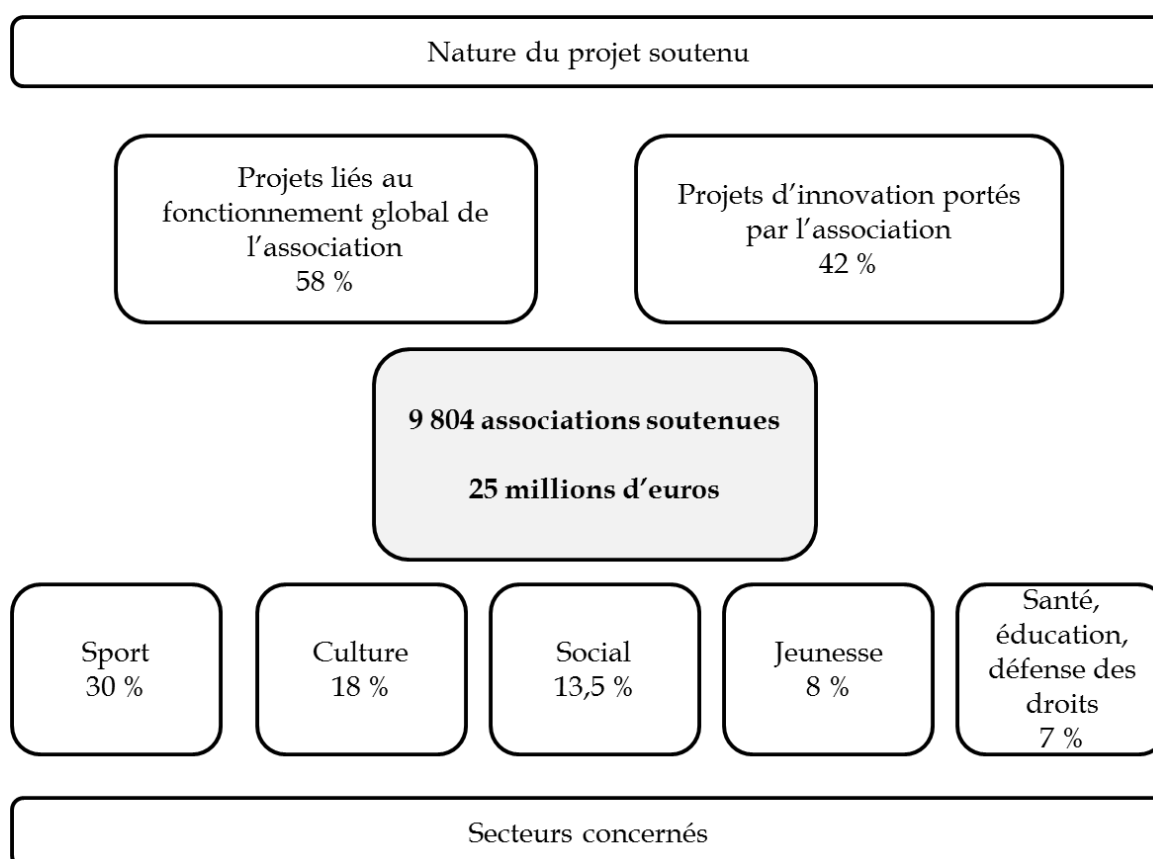 Nature du projet soutenu
Projets liés au
fonctionnement global de
l’association
58 %
Projets d’innovation portés
par l’association
42 %
9 804 associations soutenues
25 millions d’euros
Sport
30 %
Culture
18 %
Social
13,5 %
Jeunesse
8 %
Santé,
éducation,
défense des
droits
7 %
Secteurs concernés